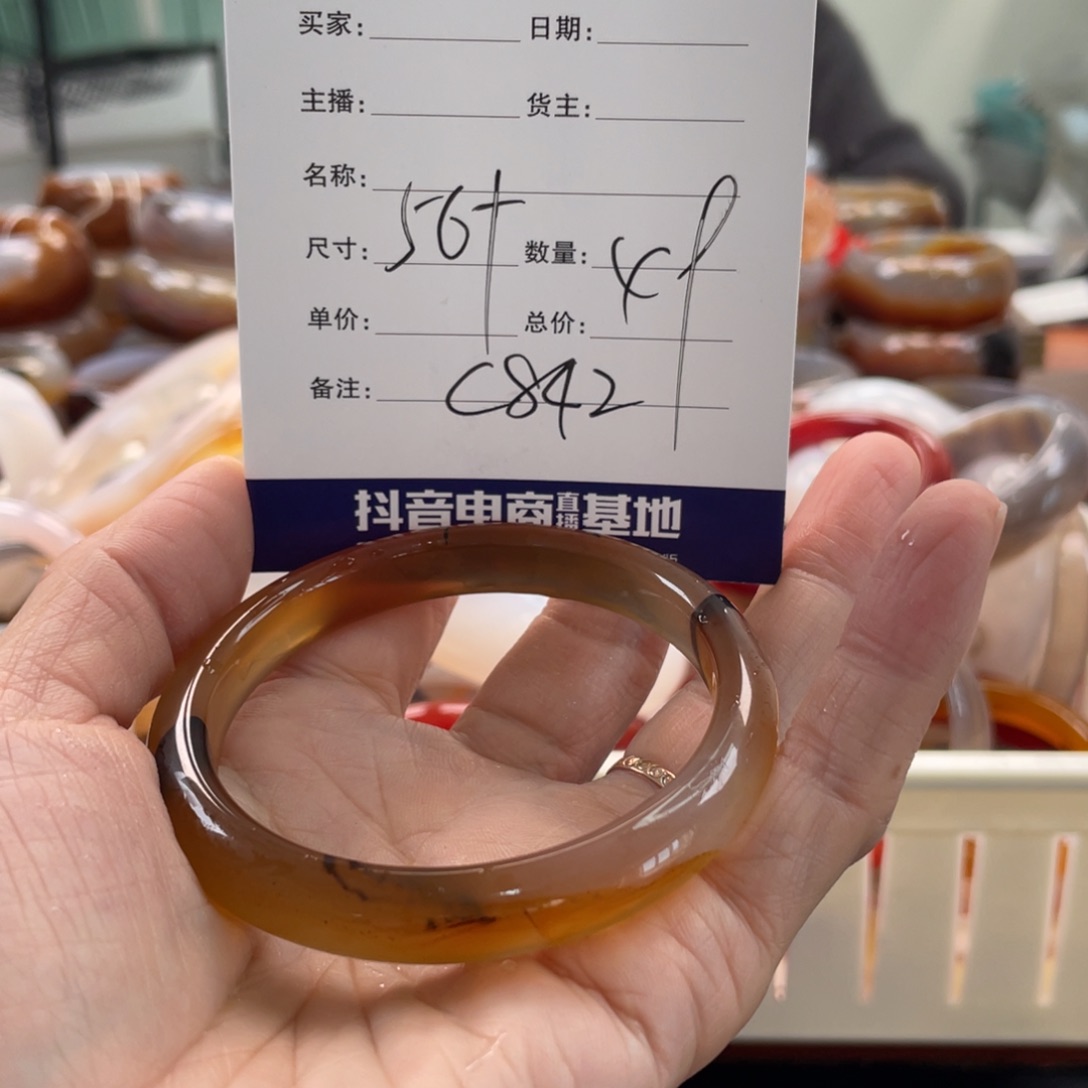 买家: 日期:
主播: 货主:
名称:
尺寸: 56+ 数量:
单价: 总价:
备注: C842
抖音电商直播基地